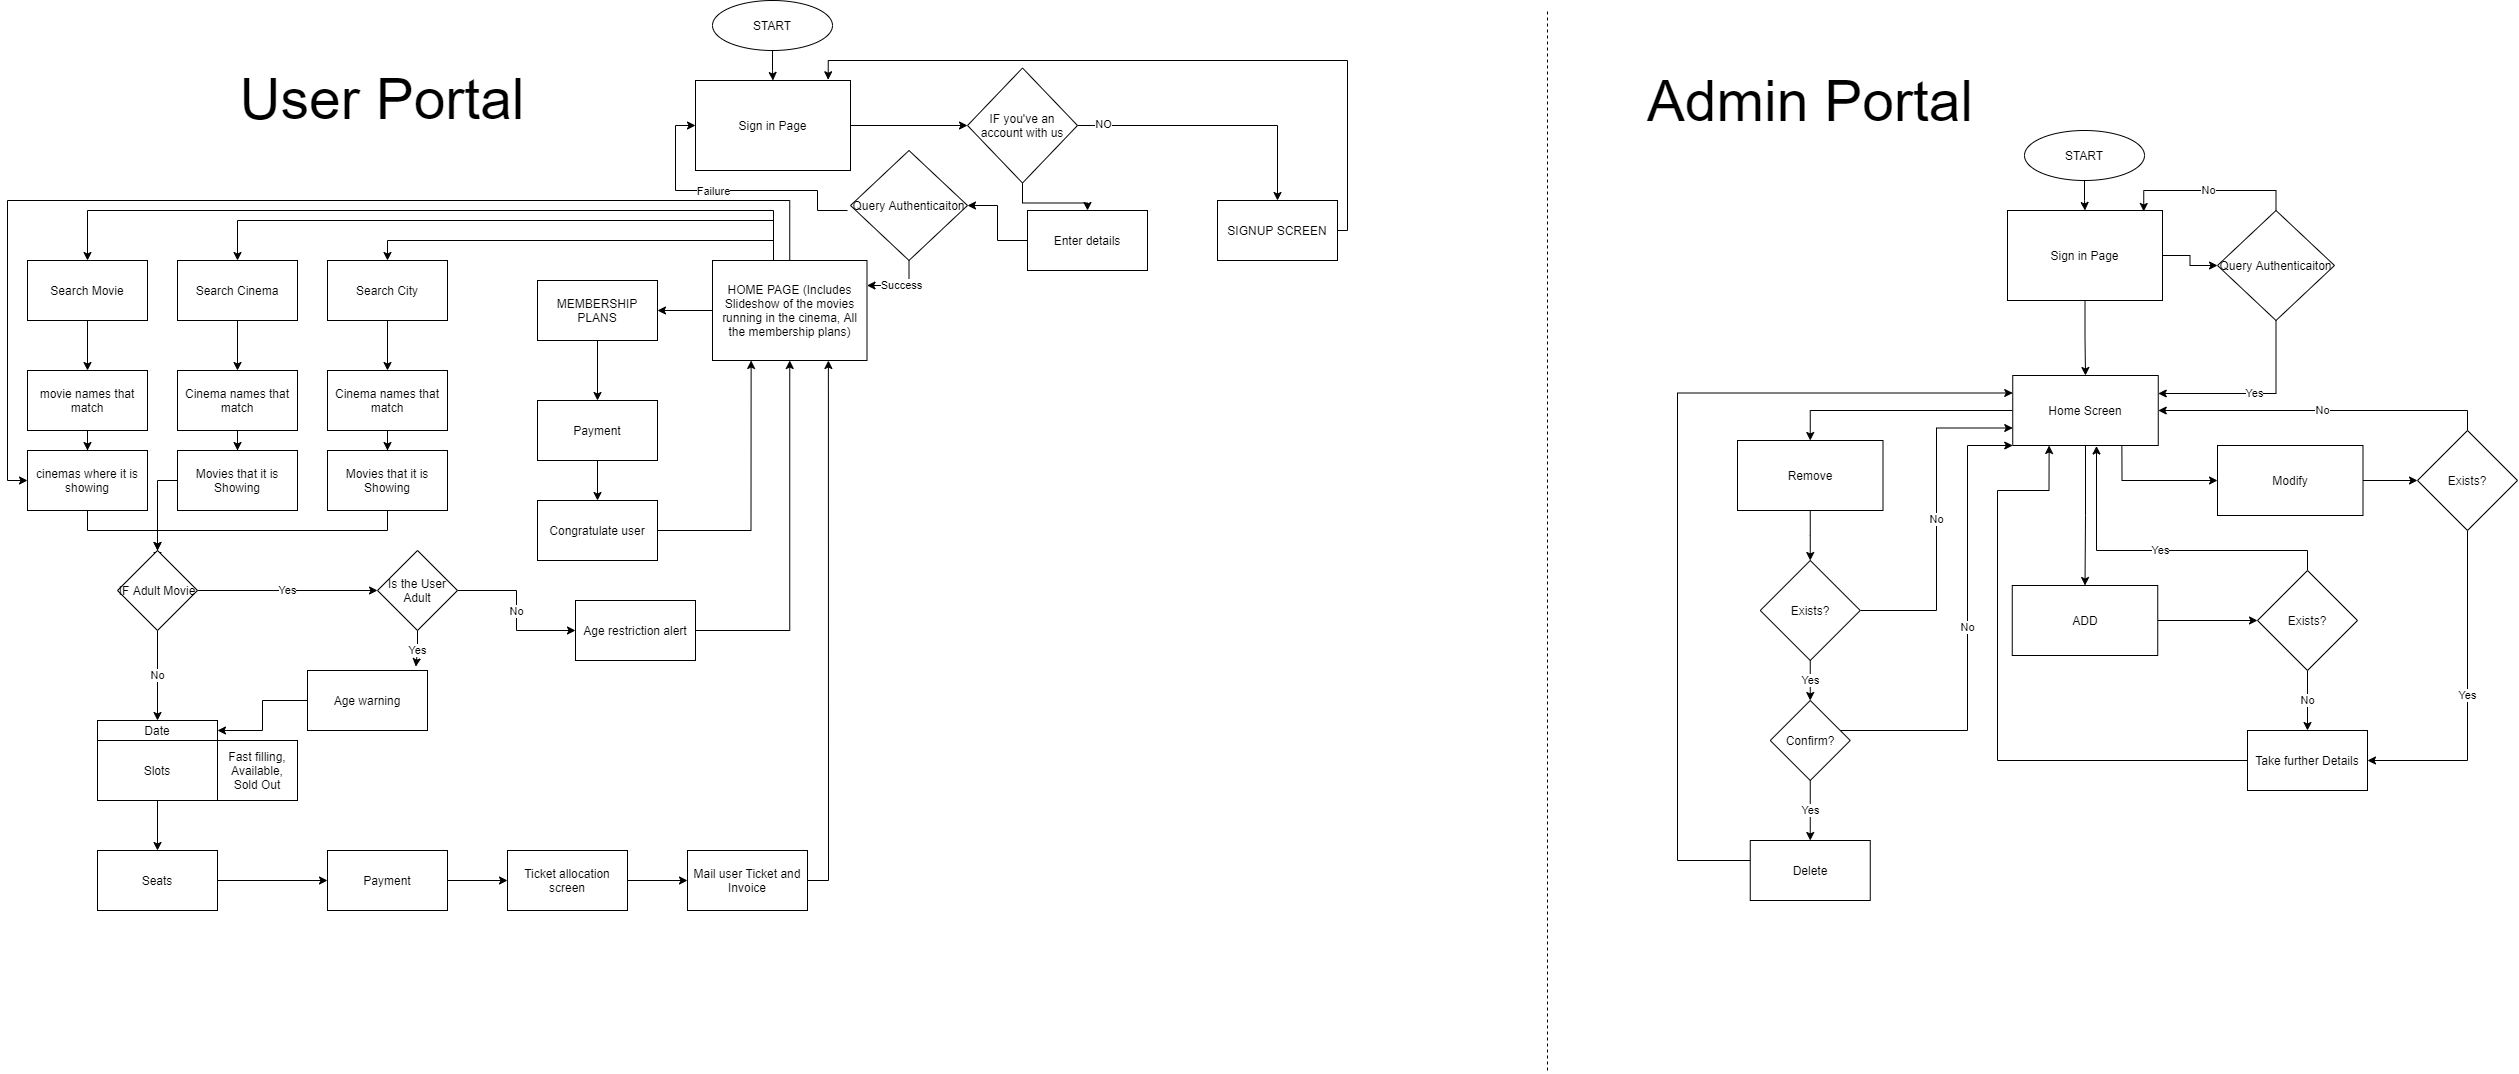 START
User Portal
Sign in Page
IF you've an
account with us
NO
Failure
Query Authenticaiton
Enter details
SIGNUP SCREEN
Success
Search Movie
Search Cinema
Search City
MEMBERSHIP
PLANS
HOME PAGE (Includes
Slideshow of the movies
running in the cinema, All
the membership plans)
movie names that
match
Cinema names that
match
Cinema names that
match
Payment
cinemas where it is
showing
Movies that it is
Showing
Movies that it is
Showing
Congratulate user
IF Adult Movie
Yes
Is the User
Adult
No
Age restriction alert
Yes
No
Age warning
Date
Slots
Fast filling,
Available,
Sold Out
Seats
Payment
Ticket allocation
screen
Mail user Ticket and
Invoice
Admin Portal
START
No
Sign in Page
Query Authenticaiton
Yes
Home Screen
No
Remove
Modify
Exists?
No
Yes
Exists?
ADD
Exists?
No
Yes
No
Yes
Confirm?
Take further Details
Yes
Delete